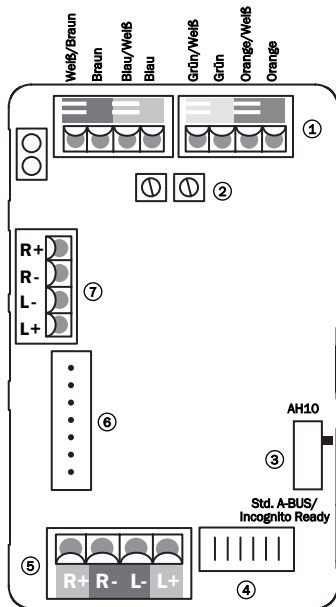 Weiß/Braun
Braun
Blau/Weiß
Blau
Grün/Weiß
Grün
Orange/Weiß
Orange
1
2
R+
R-
L-
L+
7
6
AH10
3
Std. A-BUS/
Incognito Ready
5
R+ R- L- L+
4